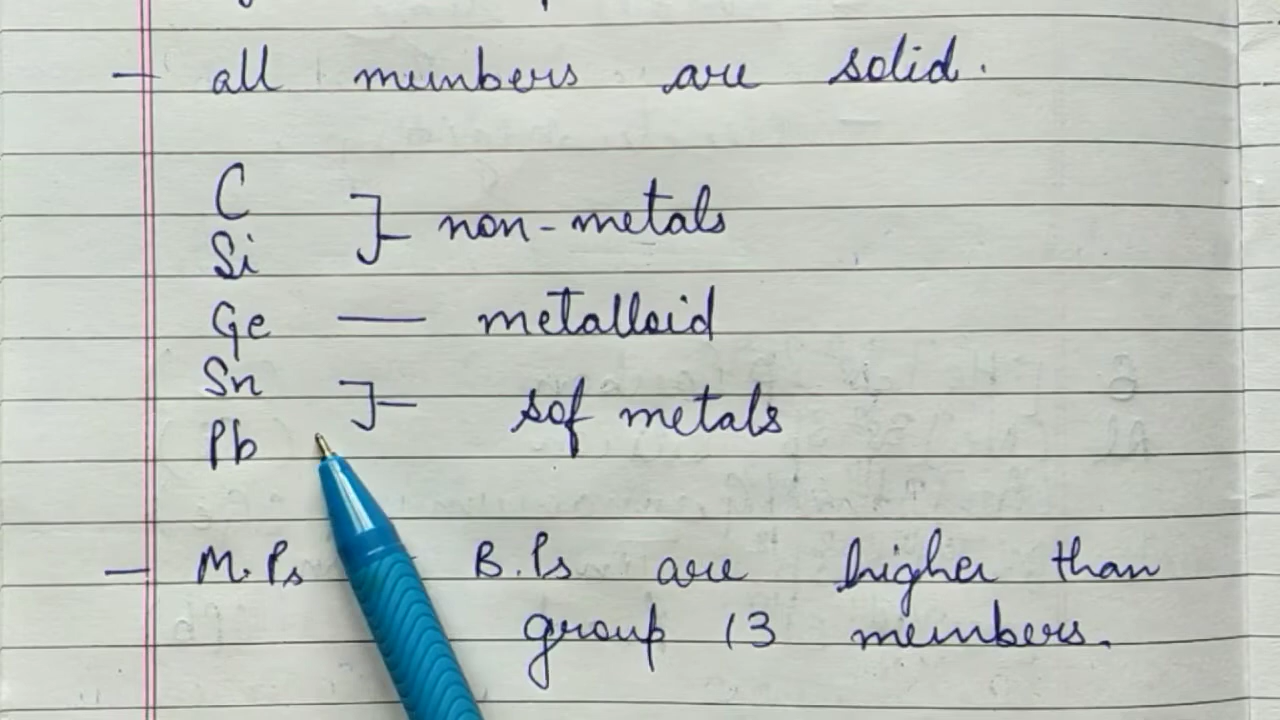 — all members are solid.
C
Si ]— non-metals
Ge — metalloid
Sn
Pb ]— sof metals
— M.Ps B.Ps are higher than
group 13 members.